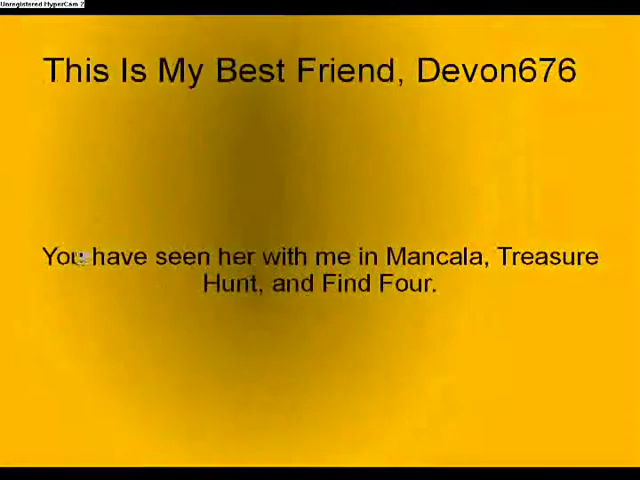 Unregistered HyperCam 2
This Is My Best Friend, Devon676
You have seen her with me in Mancala, Treasure
Hunt, and Find Four.